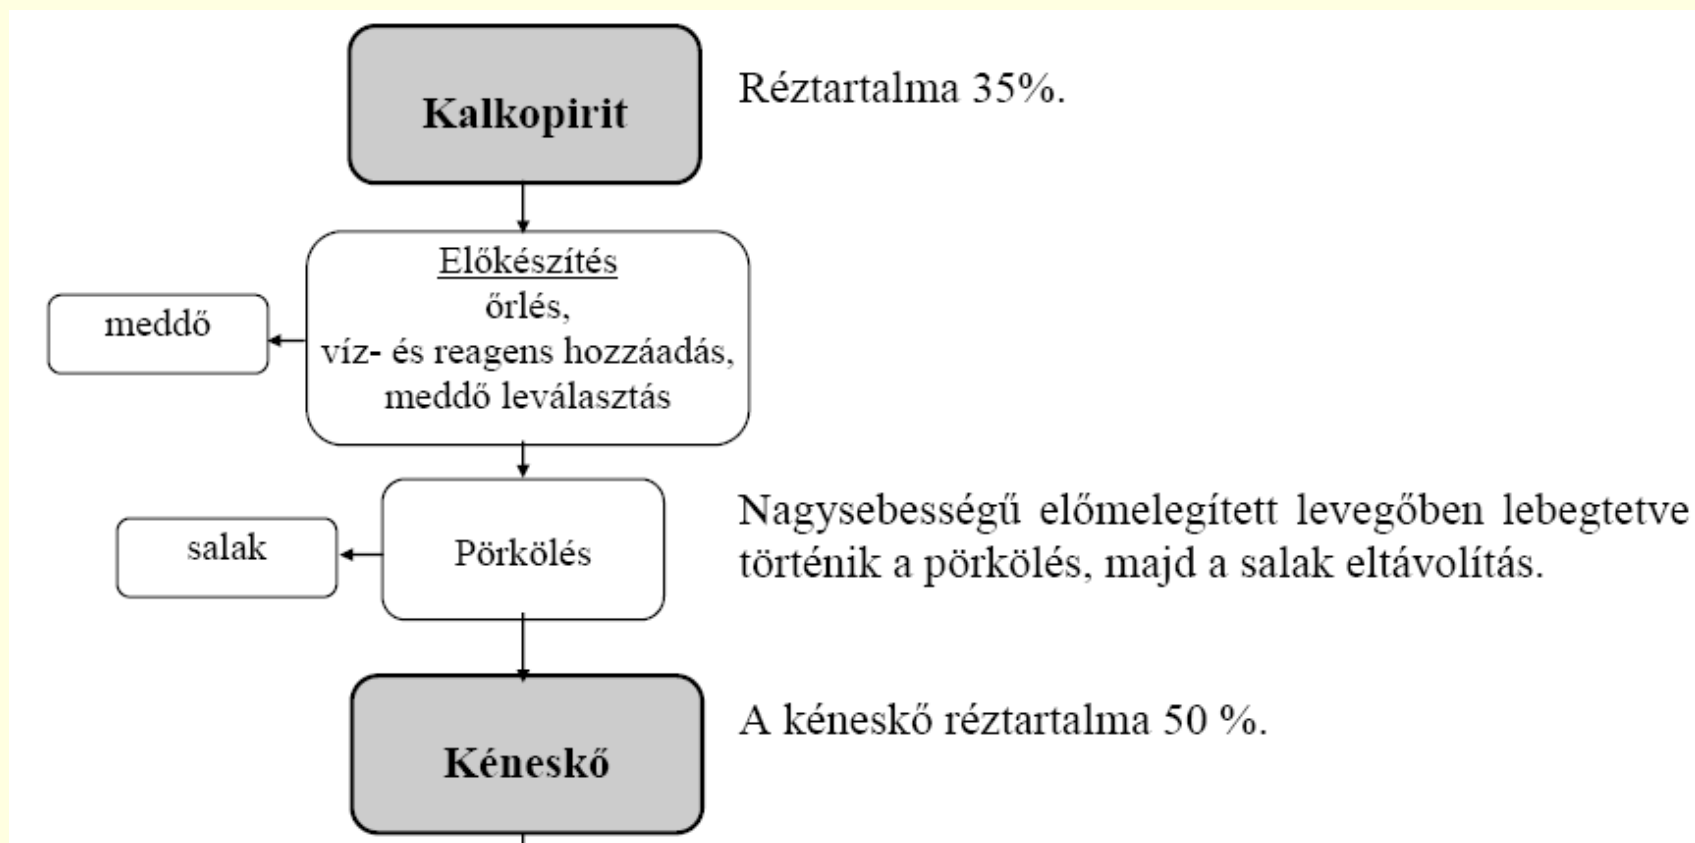 Kalkopirit
Réztartalma 35%.
Előkészítés
őrlés,
víz- és reagens hozzáadás,
meddő leválasztás
meddő
Pörkölés
salak
Nagysebességű előmelegített levegőben lebegtetve
történik a pörkölés, majd a salak eltávolítás.
Kéneskő
A kéneskő réztartalma 50 %.